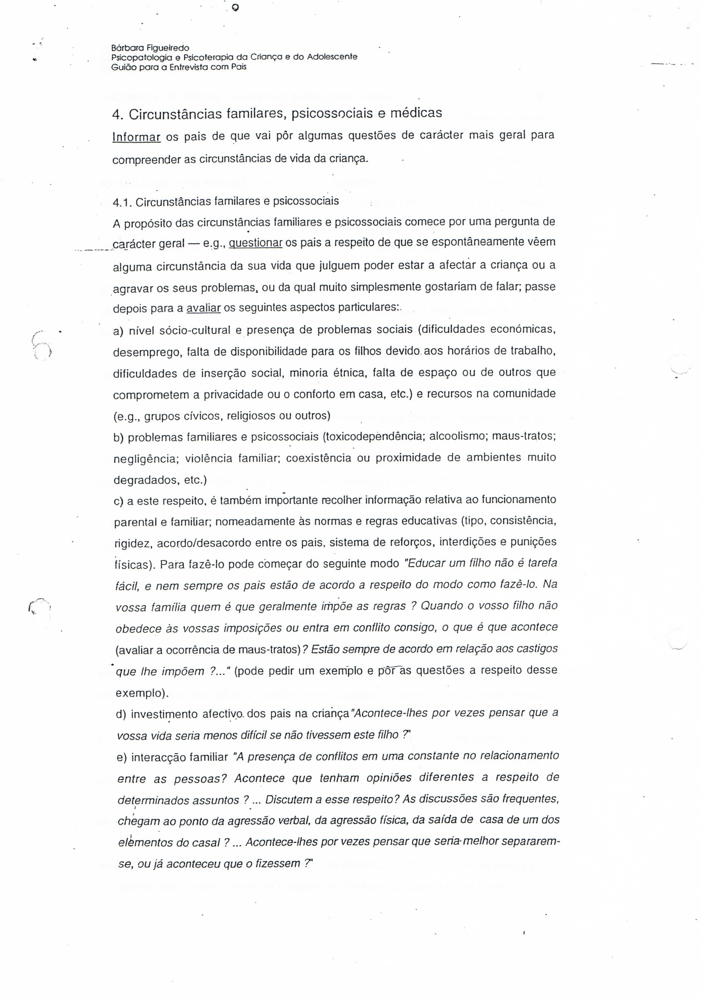 Bárbara Figueiredo
Psicopatologia e Psicoterapia da Criança e do Adolescente
Guião para a Entrevista com Pais
4. Circunstâncias familares, psicossociais e médicas
Informar os pais de que vai pôr algumas questões de carácter mais geral para
compreender as circunstâncias de vida da criança.
4.1. Circunstâncias familares e psicossociais
A propósito das circunstâncias familiares e psicossociais comece por uma pergunta de
carácter geral — e.g., questionar os pais a respeito de que se espontâneamente vêem
alguma circunstância da sua vida que julguem poder estar a afectar a criança ou a
agravar os seus problemas, ou da qual muito simplesmente gostariam de falar; passe
depois para a avaliar os seguintes aspectos particulares:
a) nível sócio-cultural e presença de problemas sociais (dificuldades económicas,
desemprego, falta de disponibilidade para os filhos devido aos horários de trabalho,
dificuldades de inserção social, minoria étnica, falta de espaço ou de outros que
comprometem a privacidade ou o conforto em casa, etc.) e recursos na comunidade
(e.g., grupos cívicos, religiosos ou outros)
b) problemas familiares e psicossociais (toxicodependência; alcoolismo; maus-tratos;
negligência; violência familiar; coexistência ou proximidade de ambientes muito
degradados, etc.)
c) a este respeito, é também importante recolher informação relativa ao funcionamento
parental e familiar; nomeadamente às normas e regras educativas (tipo, consistência,
rigidez, acordo/desacordo entre os pais, sistema de reforços, interdições e punições
físicas). Para fazê-lo pode começar do seguinte modo "Educar um filho não é tarefa
fácil, e nem sempre os pais estão de acordo a respeito do modo como fazê-lo. Na
vossa família quem é que geralmente impõe as regras ? Quando o vosso filho não
obedece às vossas imposições ou entra em conflito consigo, o que é que acontece
(avaliar a ocorrência de maus-tratos)? Estão sempre de acordo em relação aos castigos
que lhe impõem ?..." (pode pedir um exemplo e pôr as questões a respeito desse
exemplo).
d) investimento afectivo dos pais na criança "Acontece-lhes por vezes pensar que a
vossa vida seria menos difícil se não tivessem este filho ?"
e) interacção familiar "A presença de conflitos em uma constante no relacionamento
entre as pessoas? Acontece que tenham opiniões diferentes a respeito de
determinados assuntos ? ... Discutem a esse respeito? As discussões são frequentes,
chegam ao ponto da agressão verbal, da agressão física, da saída de casa de um dos
elementos do casal ? ... Acontece-lhes por vezes pensar que seria melhor separarem-
se, ou já aconteceu que o fizessem ?"